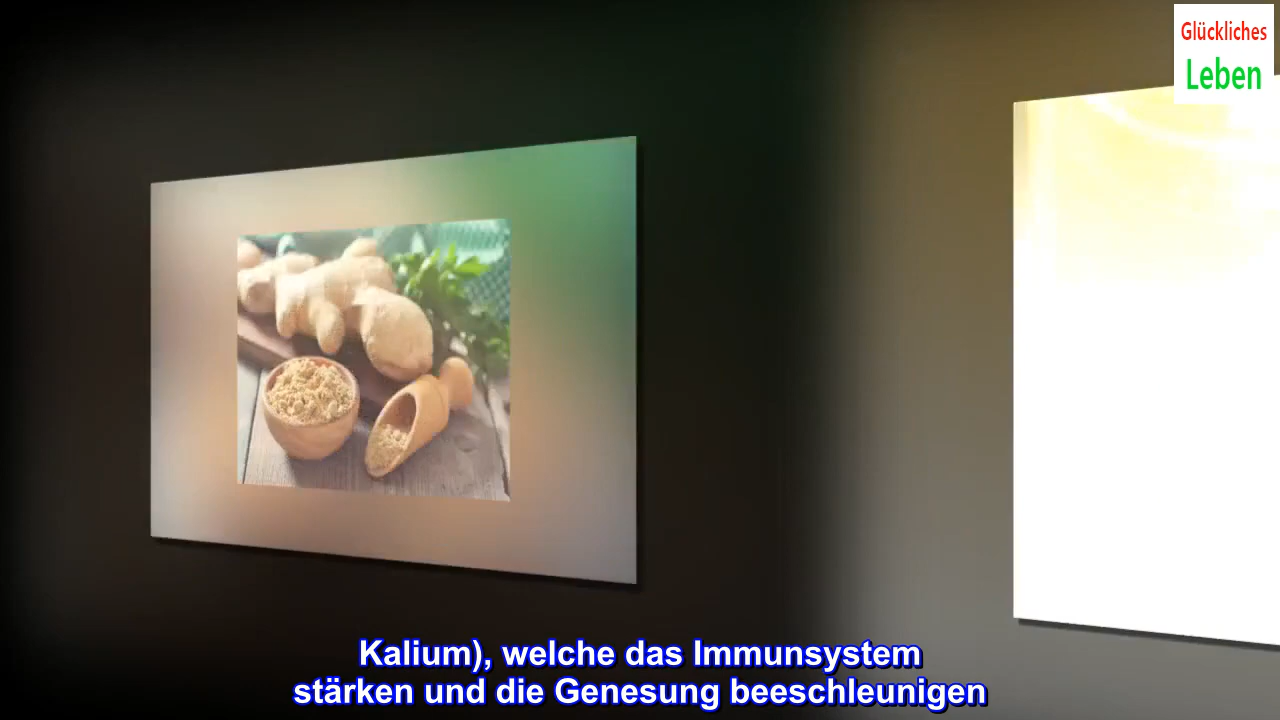 Glückliches
Leben
Kalium), welche das Immunsystem
stärken und die Genesung beeschleunigen